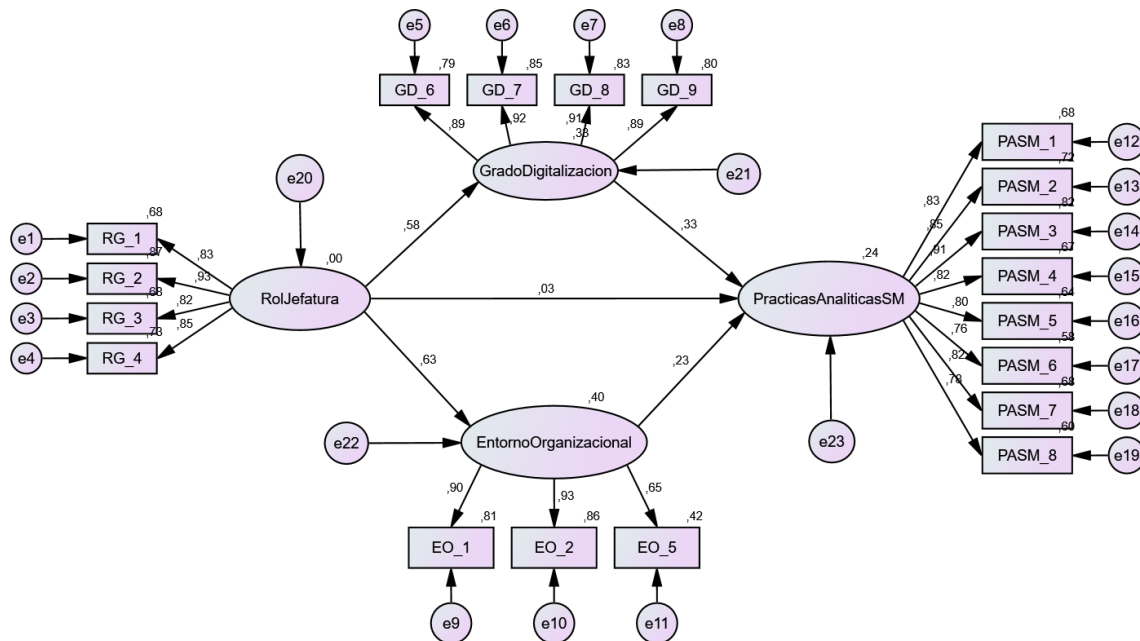 e5 e6 e7 e8
,79 ,85 ,83 ,80
GD_6 GD_7 GD_8 GD_9
,89 ,92 ,91 ,89
,33
GradoDigitalizacion
e21
e20
,58
,33
e1 RG_1 ,68
e2 RG_2 ,87
e3 RG_3 ,68
e4 RG_4 ,73
,83
,93
,82
,85
,00
RolJefatura
,03
,24
PracticasAnaliticasSM
,63
,23
e22
,40
EntornoOrganizacional
e23
,90 ,93 ,65
,81 ,86 ,42
EO_1 EO_2 EO_5
e9 e10 e11
,83
,85
,91
,82
,80
,76
,82
,78
,68
PASM_1 e12
,72
PASM_2 e13
,82
PASM_3 e14
,67
PASM_4 e15
,64
PASM_5 e16
,58
PASM_6 e17
,68
PASM_7 e18
,60
PASM_8 e19